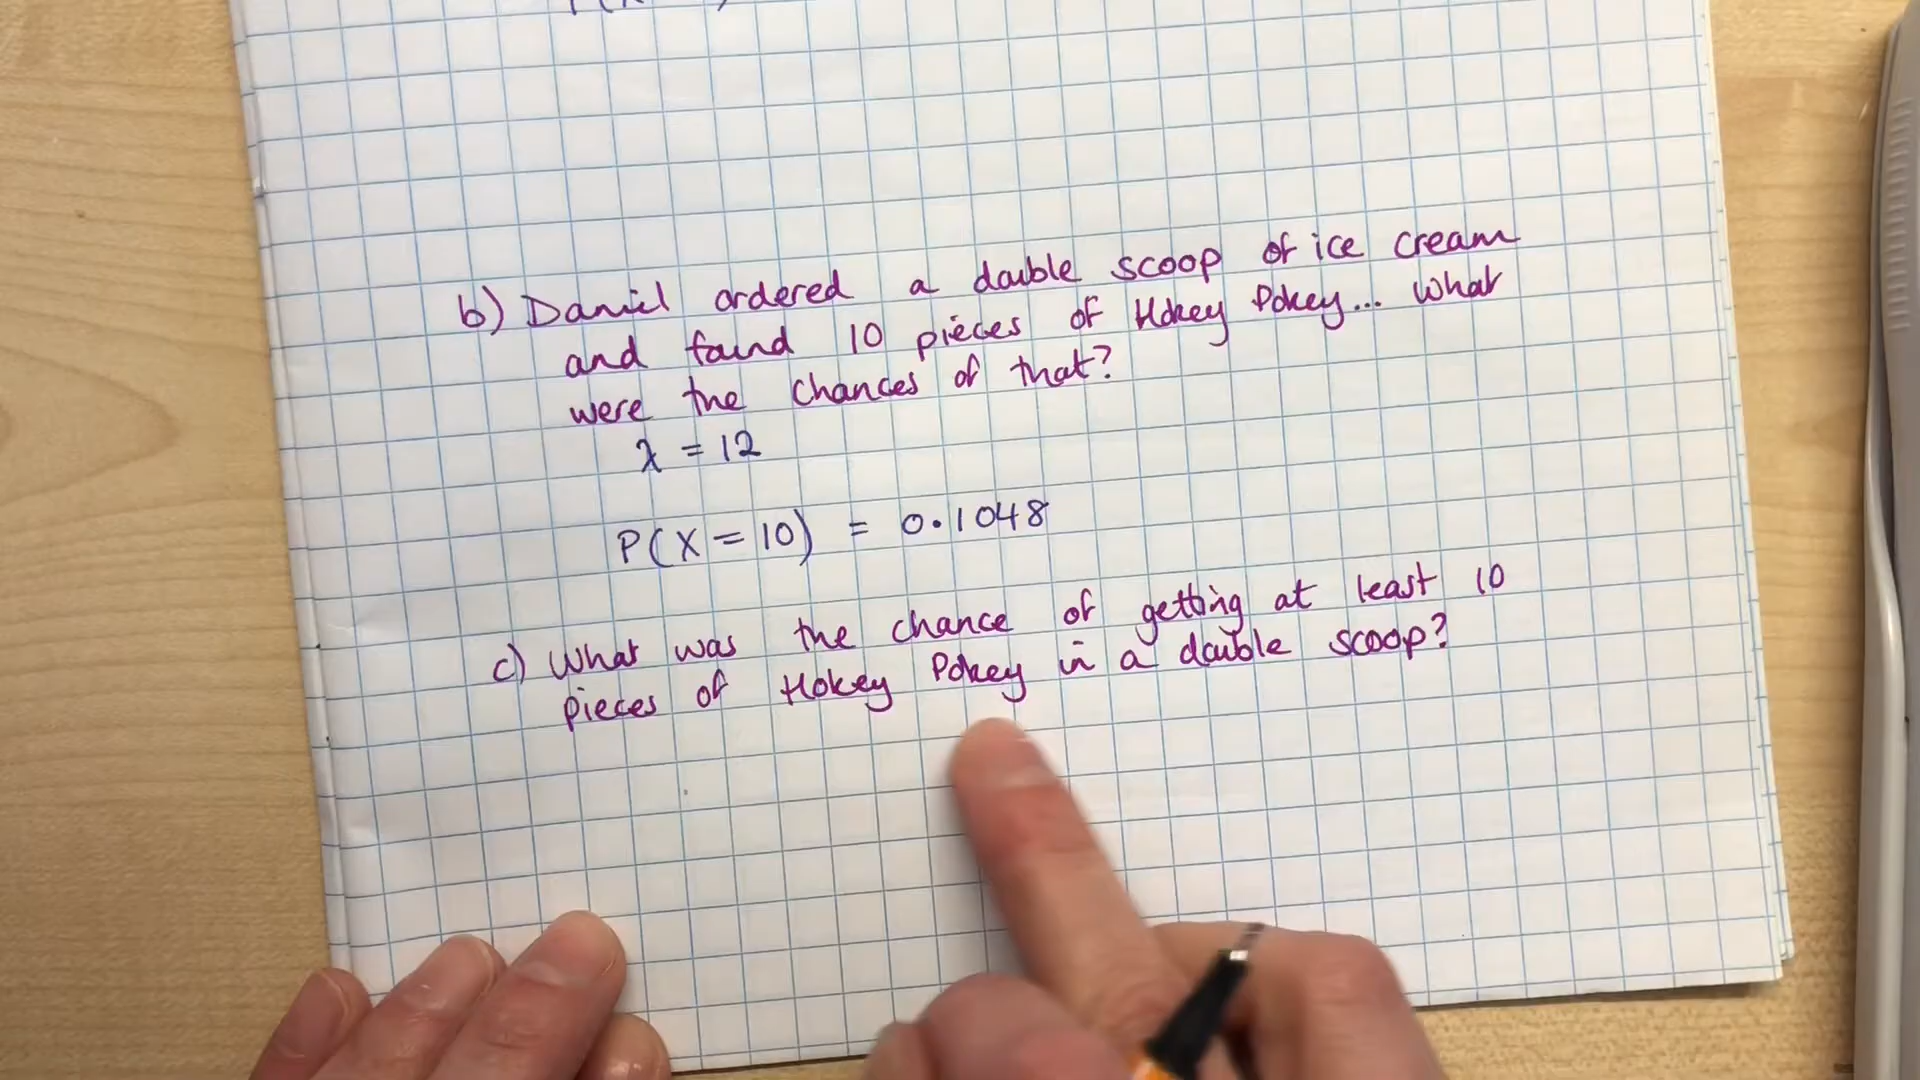 b) Daniel ordered a double scoop of ice cream
and found 10 pieces of Hokey Pokey... What
were the chances of that?
λ = 12
P(X = 10) = 0.1048
c) What was the chance of getting at least 10
pieces of Hokey Pokey in a double scoop?